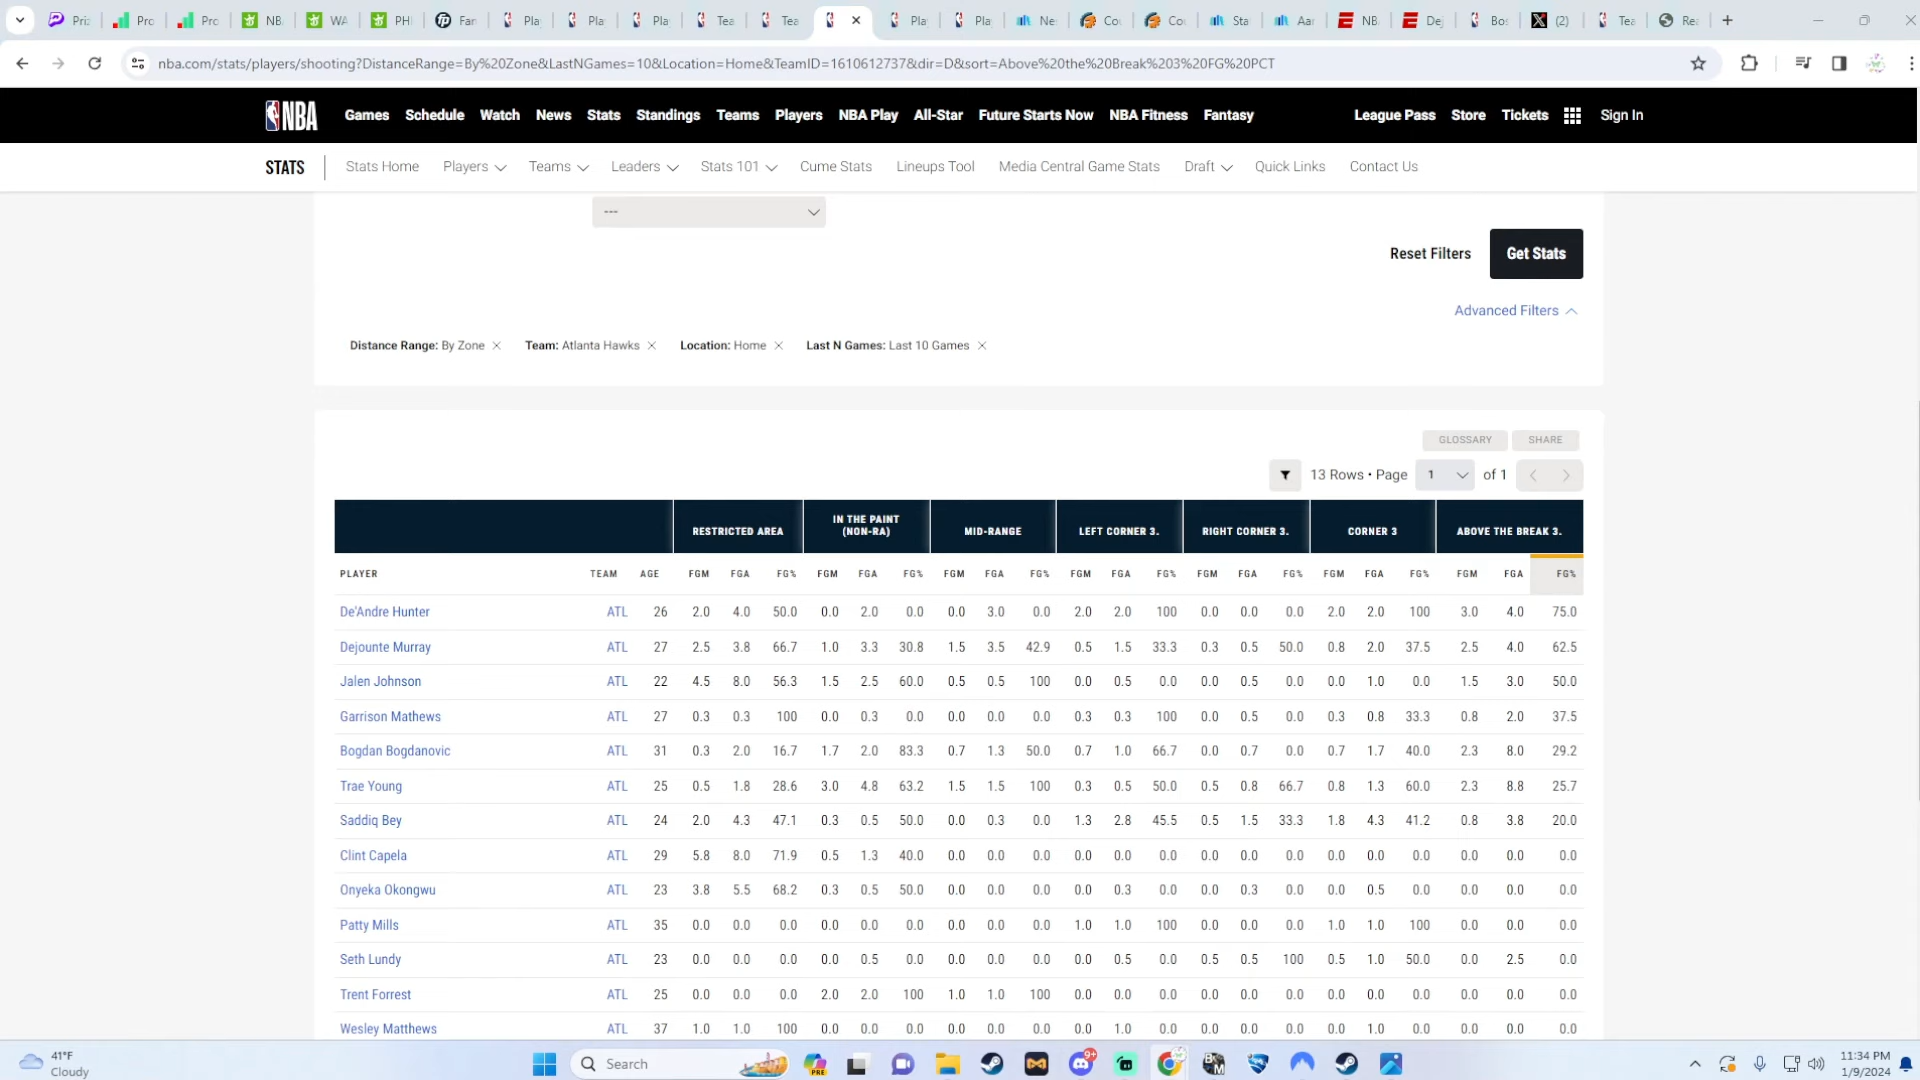 Pri
Pro
Pro
NB
WA
PHI
Fan
Pla
Pla
Pla
Tea
Tea
Pla
Pla
Ne
Cou
Cou
Sta
Aar
NB
De
Bos
(2)
Tea
Re
nba.com/stats/players/shooting?DistanceRange=By%20Zone&LastNGames=10&Location=Home&TeamID=1610612737&dir=D&sort=Above%20the%20Break%203%20FG%20PCT
NBA Games Schedule Watch News Stats Standings Teams Players NBA Play All-Star Future Starts Now NBA Fitness Fantasy League Pass Store Tickets Sign In
STATS Stats Home Players Teams Leaders Stats 101 Cume Stats Lineups Tool Media Central Game Stats Draft Quick Links Contact Us
---
Reset Filters Get Stats
Advanced Filters
Distance Range: By Zone Team: Atlanta Hawks Location: Home Last N Games: Last 10 Games
GLOSSARY SHARE
13 Rows • Page 1 of 1
RESTRICTED AREA IN THE PAINT (NON-RA) MID-RANGE LEFT CORNER 3. RIGHT CORNER 3. CORNER 3 ABOVE THE BREAK 3.
PLAYER TEAM AGE FGM FGA FG% FGM FGA FG% FGM FGA FG% FGM FGA FG% FGM FGA FG% FGM FGA FG% FGM FGA FG%
De'Andre Hunter ATL 26 2.0 4.0 50.0 0.0 2.0 0.0 0.0 3.0 0.0 2.0 2.0 100 0.0 0.0 0.0 2.0 2.0 100 3.0 4.0 75.0
Dejounte Murray ATL 27 2.5 3.8 66.7 1.0 3.3 30.8 1.5 3.5 42.9 0.5 1.5 33.3 0.3 0.5 50.0 0.8 2.0 37.5 2.5 4.0 62.5
Jalen Johnson ATL 22 4.5 8.0 56.3 1.5 2.5 60.0 0.5 0.5 100 0.0 0.5 0.0 0.0 0.5 0.0 0.0 1.0 0.0 1.5 3.0 50.0
Garrison Mathews ATL 27 0.3 0.3 100 0.0 0.3 0.0 0.0 0.0 0.0 0.3 0.3 100 0.0 0.5 0.0 0.3 0.8 33.3 0.8 2.0 37.5
Bogdan Bogdanovic ATL 31 0.3 2.0 16.7 1.7 2.0 83.3 0.7 1.3 50.0 0.7 1.0 66.7 0.0 0.7 0.0 0.7 1.7 40.0 2.3 8.0 29.2
Trae Young ATL 25 0.5 1.8 28.6 3.0 4.8 63.2 1.5 1.5 100 0.3 0.5 50.0 0.5 0.8 66.7 0.8 1.3 60.0 2.3 8.8 25.7
Saddiq Bey ATL 24 2.0 4.3 47.1 0.3 0.5 50.0 0.0 0.3 0.0 1.3 2.8 45.5 0.5 1.5 33.3 1.8 4.3 41.2 0.8 3.8 20.0
Clint Capela ATL 29 5.8 8.0 71.9 0.5 1.3 40.0 0.0 0.0 0.0 0.0 0.0 0.0 0.0 0.0 0.0 0.0 0.0 0.0 0.0 0.0 0.0
Onyeka Okongwu ATL 23 3.8 5.5 68.2 0.3 0.5 50.0 0.0 0.0 0.0 0.0 0.3 0.0 0.0 0.3 0.0 0.0 0.5 0.0 0.0 0.0 0.0
Patty Mills ATL 35 0.0 0.0 0.0 0.0 0.0 0.0 0.0 0.0 0.0 1.0 1.0 100 0.0 0.0 0.0 1.0 1.0 100 0.0 0.0 0.0
Seth Lundy ATL 23 0.0 0.0 0.0 0.0 0.5 0.0 0.0 0.0 0.0 0.0 0.5 0.0 0.5 0.5 100 0.5 1.0 50.0 0.0 2.5 0.0
Trent Forrest ATL 25 0.0 0.0 0.0 2.0 2.0 100 1.0 1.0 100 0.0 0.0 0.0 0.0 0.0 0.0 0.0 0.0 0.0 0.0 0.0 0.0
Wesley Matthews ATL 37 1.0 1.0 100 0.0 0.0 0.0 0.0 0.0 0.0 0.0 1.0 0.0 0.0 0.0 0.0 0.0 1.0 0.0 0.0 0.0 0.0
41°F
Cloudy
Search
PRE
9+
11:34 PM
1/9/2024